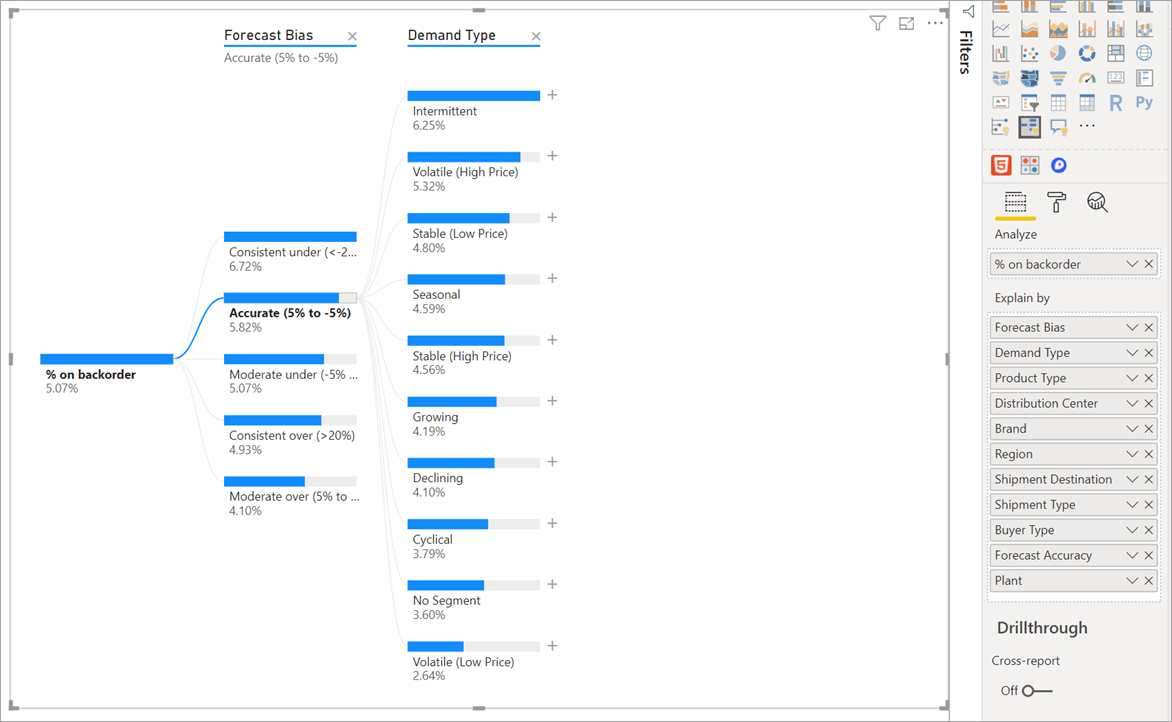 Forecast Bias
Accurate (5% to -5%)
Demand Type
% on backorder
5.07%
Consistent under (<-2...
6.72%
Accurate (5% to -5%)
5.82%
Moderate under (-5% ...
5.07%
Consistent over (>20%)
4.93%
Moderate over (5% to ...
4.10%
Intermittent
6.25%
Volatile (High Price)
5.32%
Stable (Low Price)
4.80%
Seasonal
4.59%
Stable (High Price)
4.56%
Growing
4.19%
Declining
4.10%
Cyclical
3.79%
No Segment
3.60%
Volatile (Low Price)
2.64%
Filters
123
R Py
5
Analyze
% on backorder
Explain by
Forecast Bias
Demand Type
Product Type
Distribution Center
Brand
Region
Shipment Destination
Shipment Type
Buyer Type
Forecast Accuracy
Plant
Drillthrough
Cross-report
Off